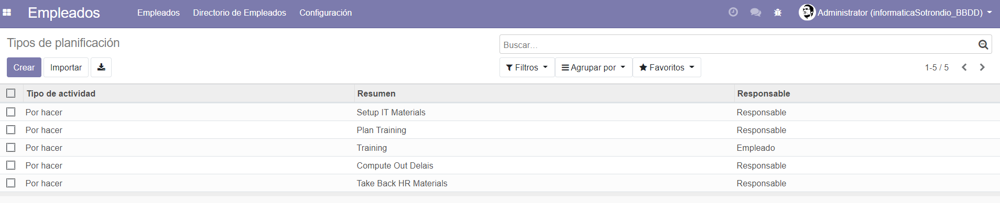 Empleados Empleados Directorio de Empleados Configuración Administrator (informaticaSotrondio_BBDD)
Tipos de planificación
Buscar...
Crear Importar Filtros Agrupar por Favoritos 1-5 / 5
Tipo de actividad Resumen Responsable
Por hacer Setup IT Materials Responsable
Por hacer Plan Training Responsable
Por hacer Training Empleado
Por hacer Compute Out Delais Responsable
Por hacer Take Back HR Materials Responsable